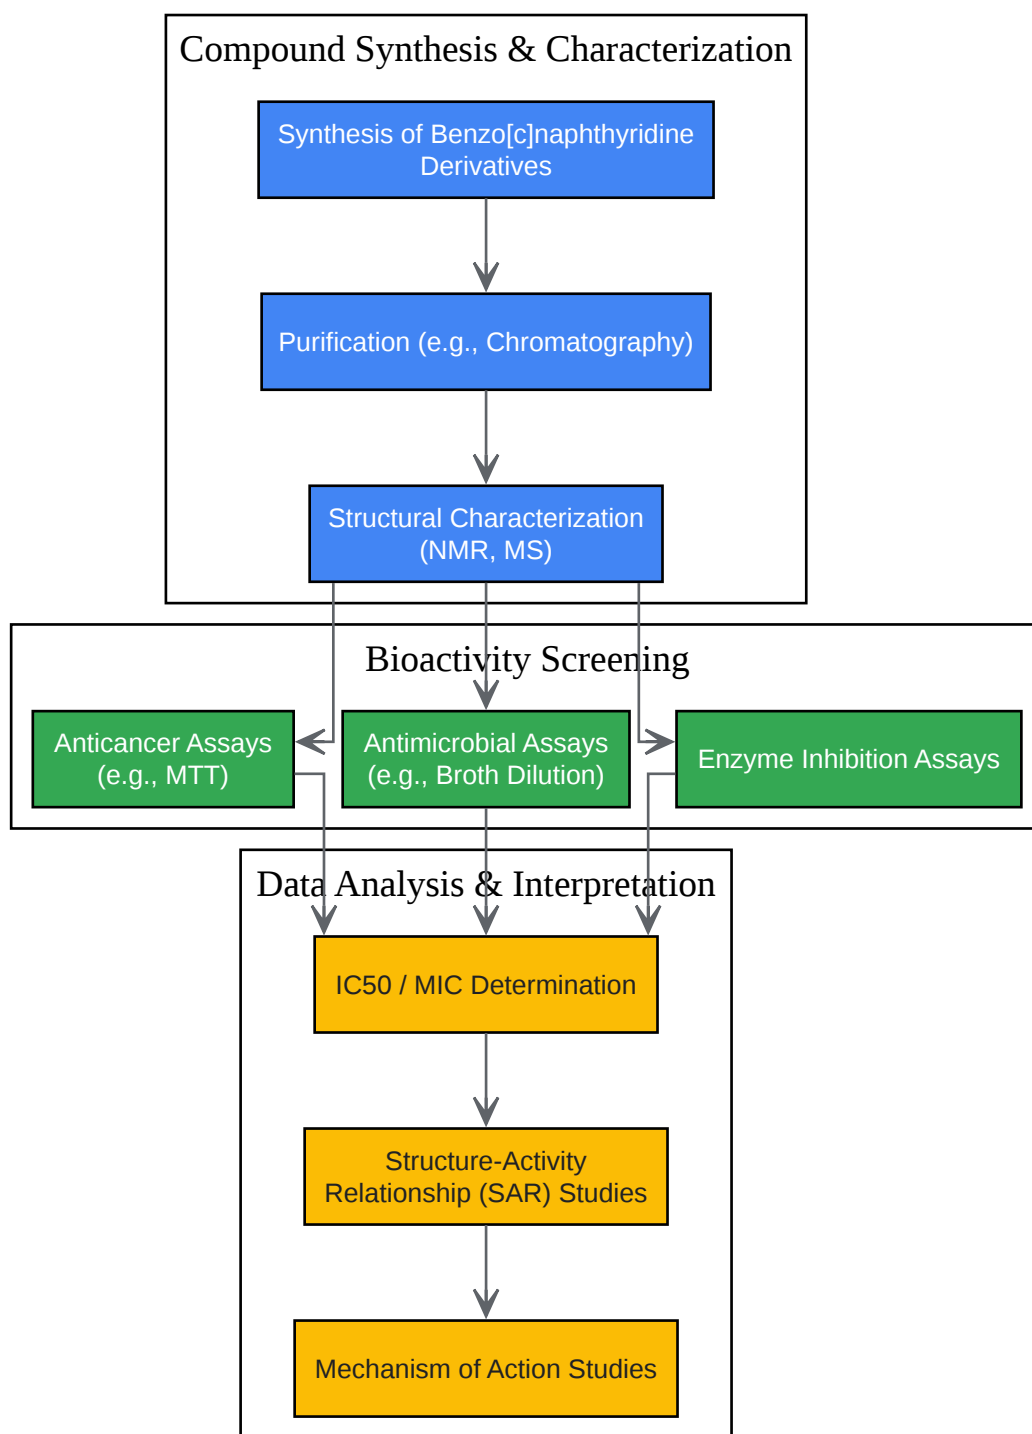 Compound Synthesis & Characterization
Synthesis of Benzo[c]naphthyridine
Derivatives
Purification (e.g., Chromatography)
Structural Characterization
(NMR, MS)
Bioactivity Screening
Anticancer Assays
(e.g., MTT)
Antimicrobial Assays
(e.g., Broth Dilution)
Enzyme Inhibition Assays
Data Analysis & Interpretation
IC50 / MIC Determination
Structure-Activity
Relationship (SAR) Studies
Mechanism of Action Studies